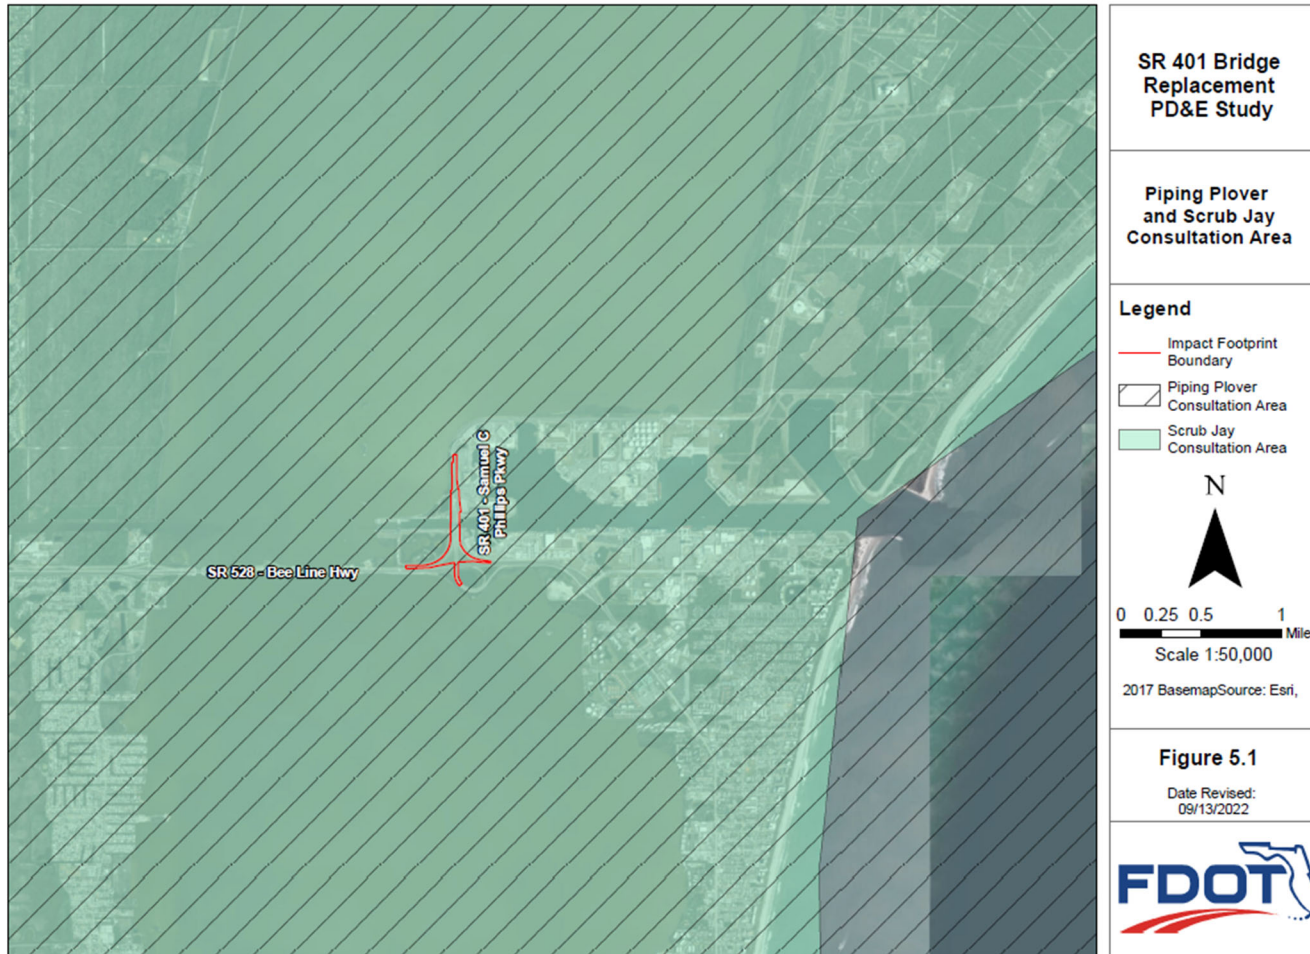 SR 401 Bridge
Replacement
PD&E Study
Piping Plover
and Scrub Jay
Consultation Area
Legend
Impact Footprint
Boundary
Piping Plover
Consultation Area
Scrub Jay
Consultation Area
N
0 0.25 0.5 1
Mile
Scale 1:50,000
2017 BasemapSource: Esri,
Figure 5.1
Date Revised:
09/13/2022
FDOT
SR 401 - Samuel C
Phillips Pkwy
SR 528 - Bee Line Hwy